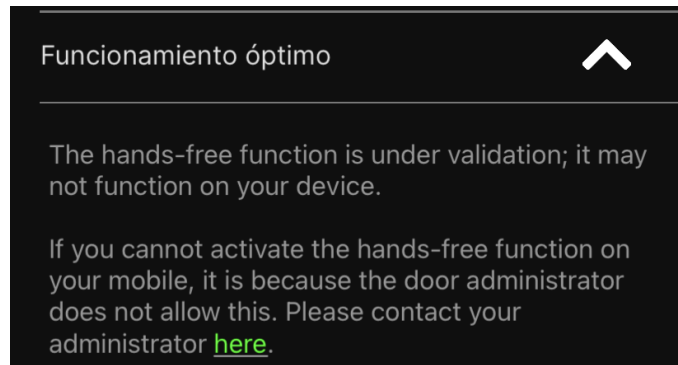 Funcionamiento óptimo
The hands-free function is under validation; it may
not function on your device.
If you cannot activate the hands-free function on
your mobile, it is because the door administrator
does not allow this. Please contact your
administrator here.